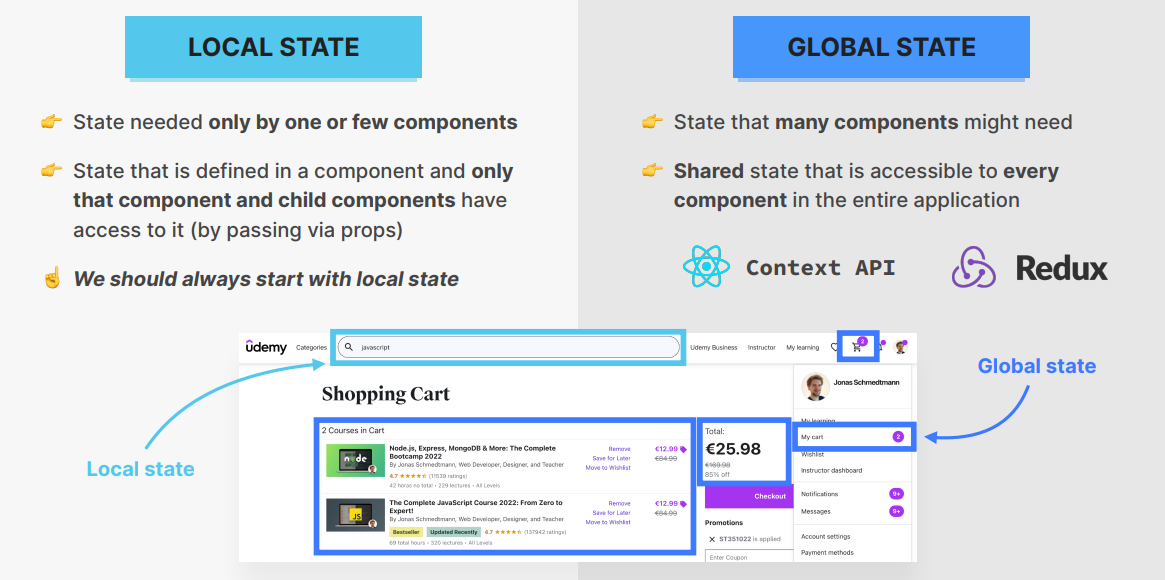 LOCAL STATE
GLOBAL STATE
State needed only by one or few components
State that is defined in a component and only
that component and child components have
access to it (by passing via props)
We should always start with local state
State that many components might need
Shared state that is accessible to every
component in the entire application
Context API
Redux
Local state
Global state
ûdemy Categories javascript Udemy Business Instructor My learning 2
Shopping Cart
2 Courses in Cart
Node.js, Express, MongoDB & More: The Complete
Bootcamp 2022
By Jonas Schmedtmann, Web Developer, Designer, and Teacher
4.7 (11539 ratings)
42 horas no total • 229 lectures • All Levels
Remove
Save for Later
Move to Wishlist
€12.99
€84.99
node
The Complete JavaScript Course 2022: From Zero to
Expert!
By Jonas Schmedtmann, Web Developer, Designer, and Teacher
Bestseller Updated Recently 4.7 (137942 ratings)
69 total hours • 320 lectures • All Levels
Remove
Save for Later
Move to Wishlist
€12.99
€84.99
JS
Total:
€25.98
€169.98
85% off
Checkout
Promotions
ST351022 is applied
Enter Coupon
Jonas Schmedtmann
My learning
My cart 2
Wishlist
Instructor dashboard
Notifications 9+
Messages 9+
Account settings
Payment methods